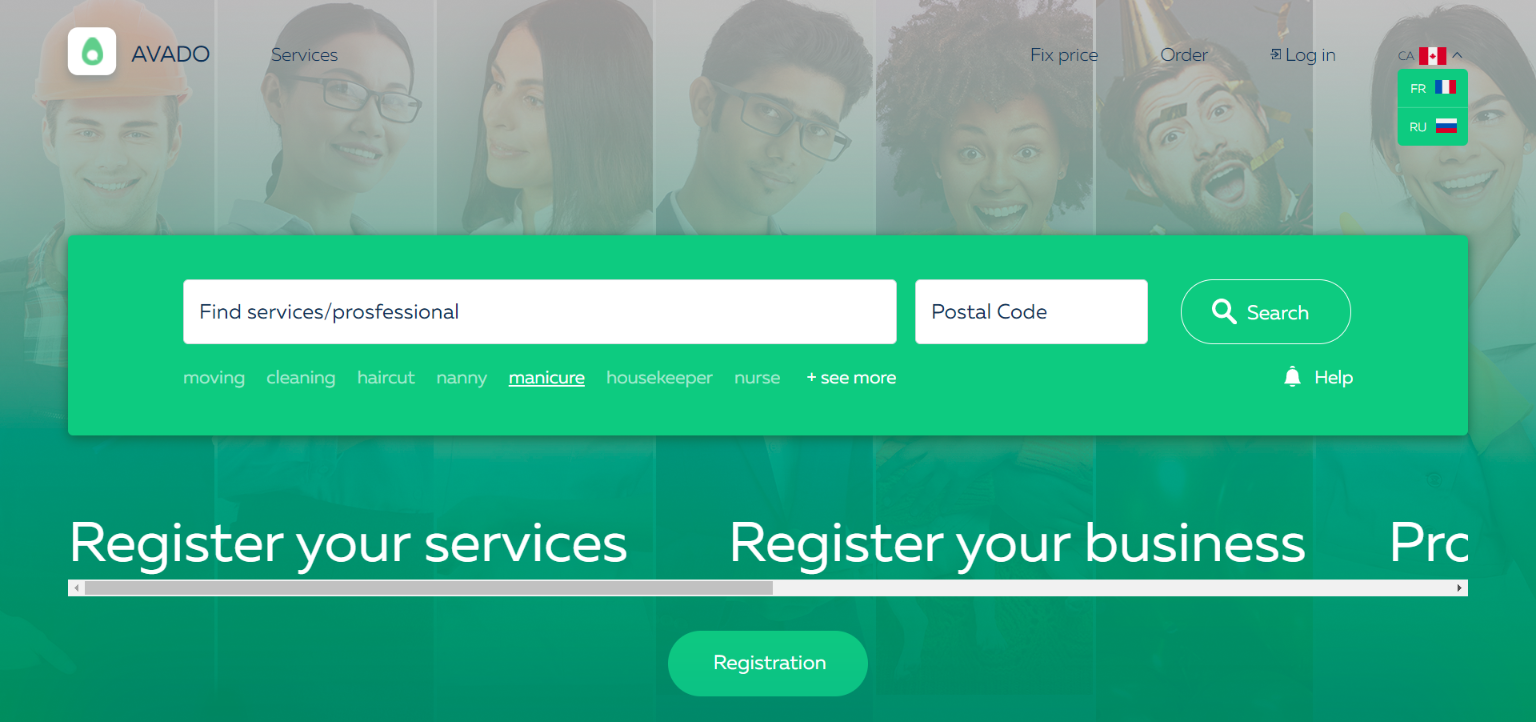 AVADO
Services
Fix price
Order
Log in
CA
FR
RU
Find services/prosfessional
Postal Code
Search
moving cleaning haircut nanny manicure housekeeper nurse + see more
Help
Register your services
Register your business
Pro
Registration